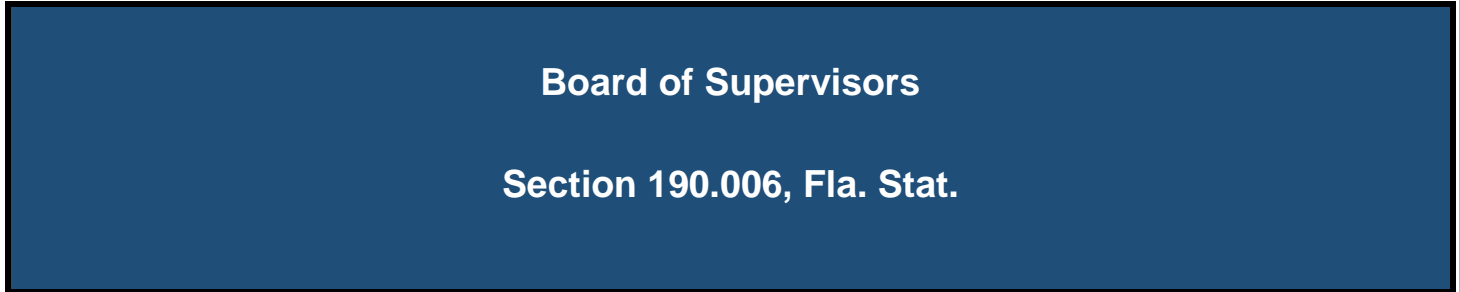 Board of Supervisors
Section 190.006, Fla. Stat.